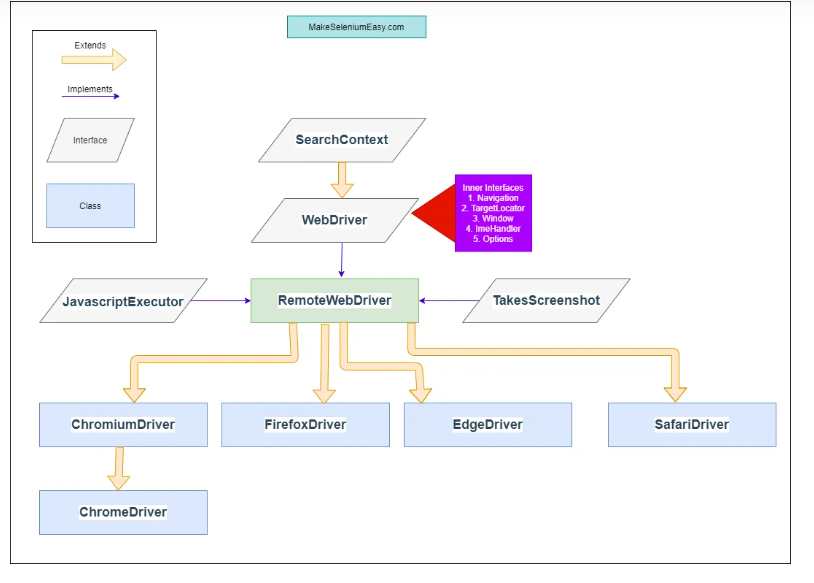 MakeSeleniumEasy.com
Extends
Implements
Interface
Class
SearchContext
WebDriver
Inner Interfaces
1. Navigation
2. TargetLocator
3. Window
4. ImeHandler
5. Options
JavascriptExecutor
RemoteWebDriver
TakesScreenshot
ChromiumDriver
FirefoxDriver
EdgeDriver
SafariDriver
ChromeDriver